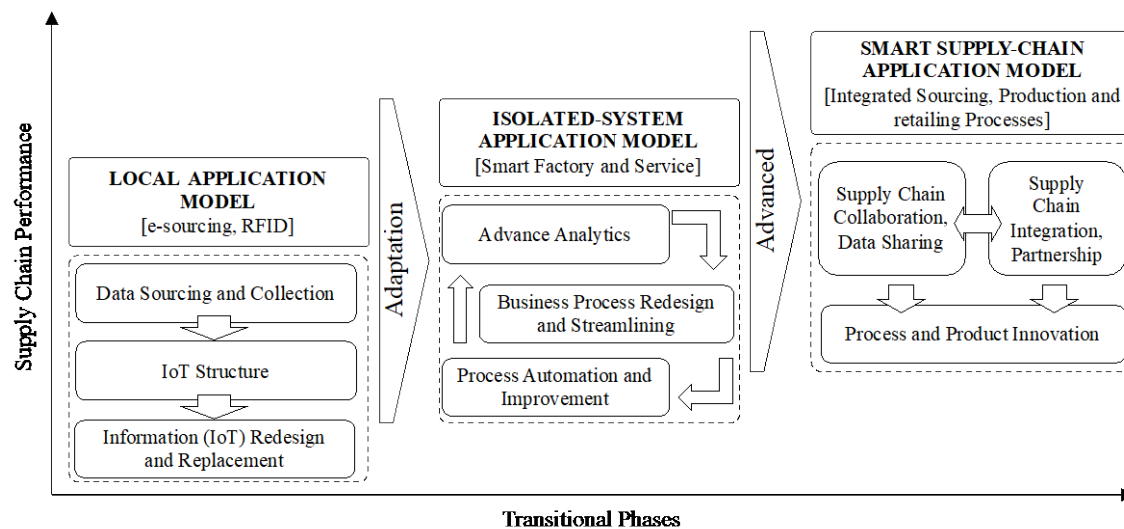 Supply Chain Performance
LOCAL APPLICATION
MODEL
[e-sourcing, RFID]
Data Sourcing and Collection
IoT Structure
Information (IoT) Redesign
and Replacement
Adaptation
ISOLATED-SYSTEM
APPLICATION MODEL
[Smart Factory and Service]
Advance Analytics
Business Process Redesign
and Streamlining
Process Automation and
Improvement
Advanced
SMART SUPPLY-CHAIN
APPLICATION MODEL
[Integrated Sourcing, Production and
retailing Processes]
Supply Chain
Collaboration,
Data Sharing
Supply
Chain
Integration,
Partnership
Process and Product Innovation
Transitional Phases